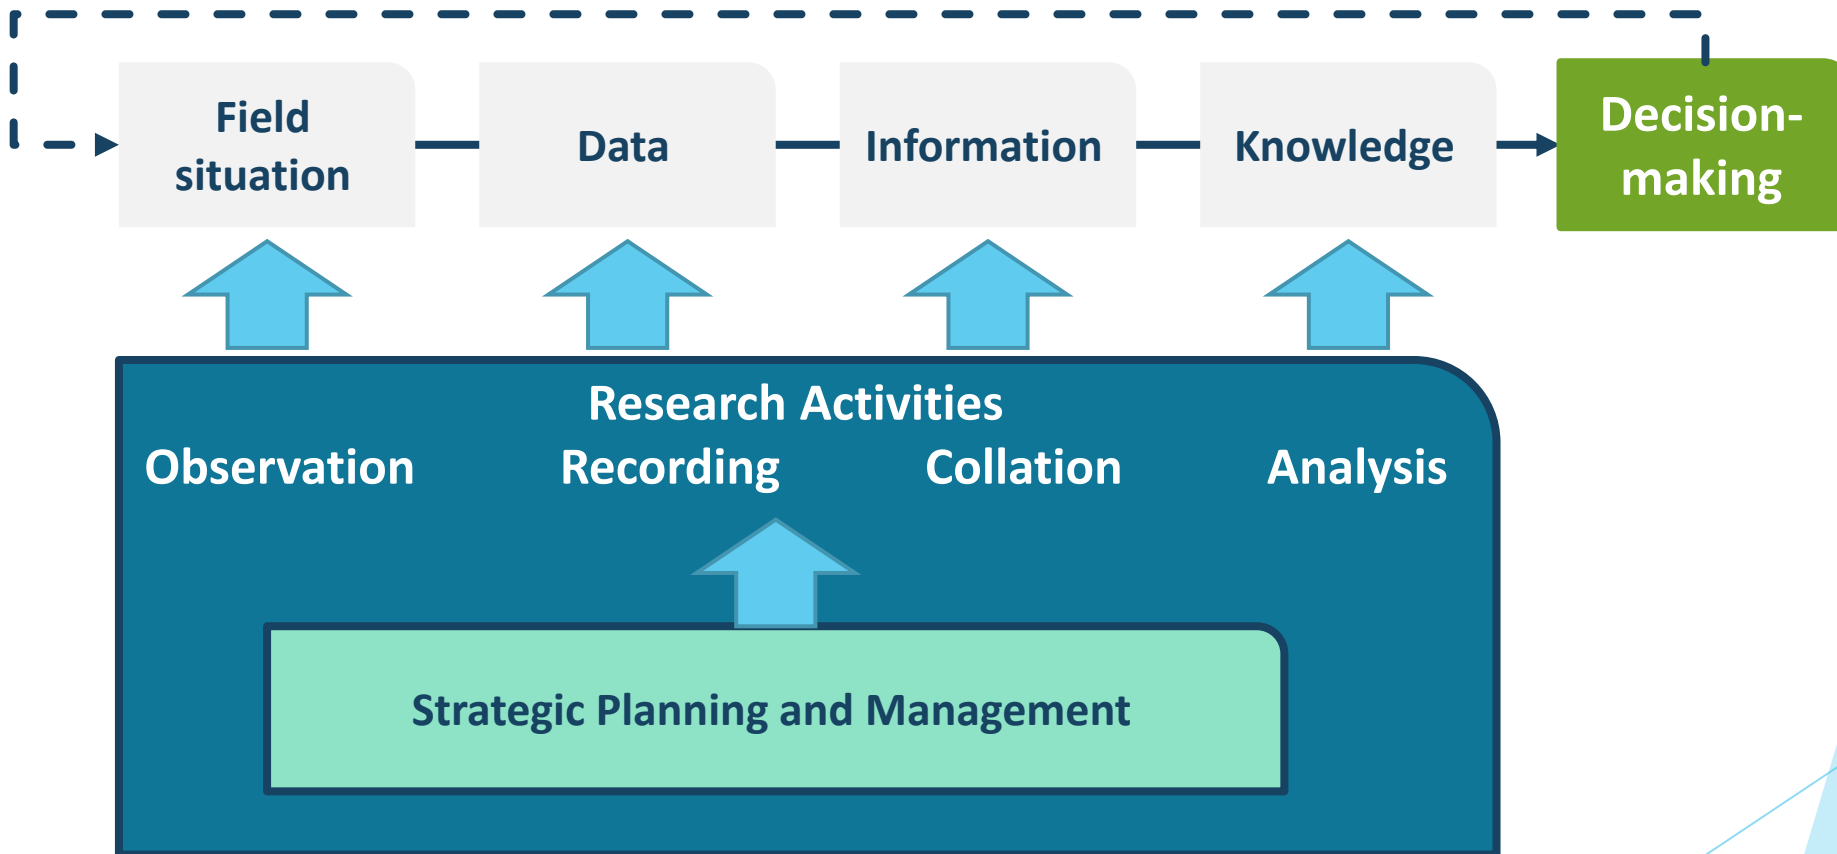 Field
situation
Data
Information
Knowledge
Decision-
making
Research Activities
Observation Recording Collation Analysis
Strategic Planning and Management